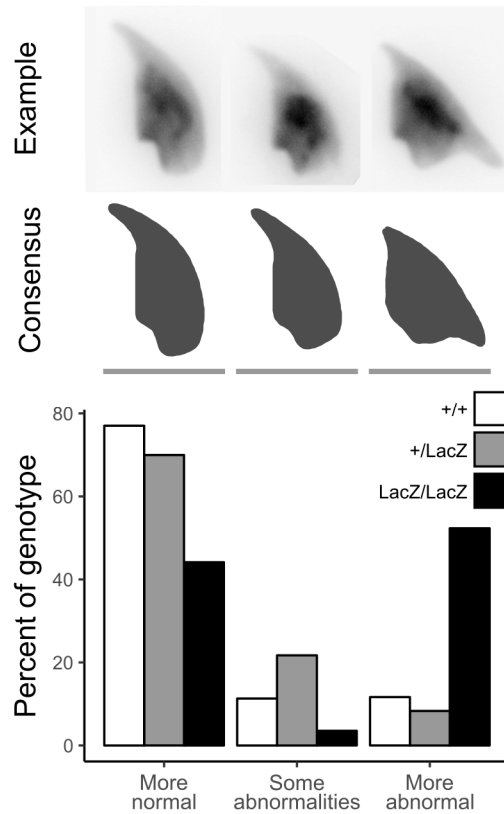 Example
Consensus
+/+
+/LacZ
LacZ/LacZ
Percent of genotype
80
60
40
20
0
More
normal
Some
abnormalities
More
abnormal